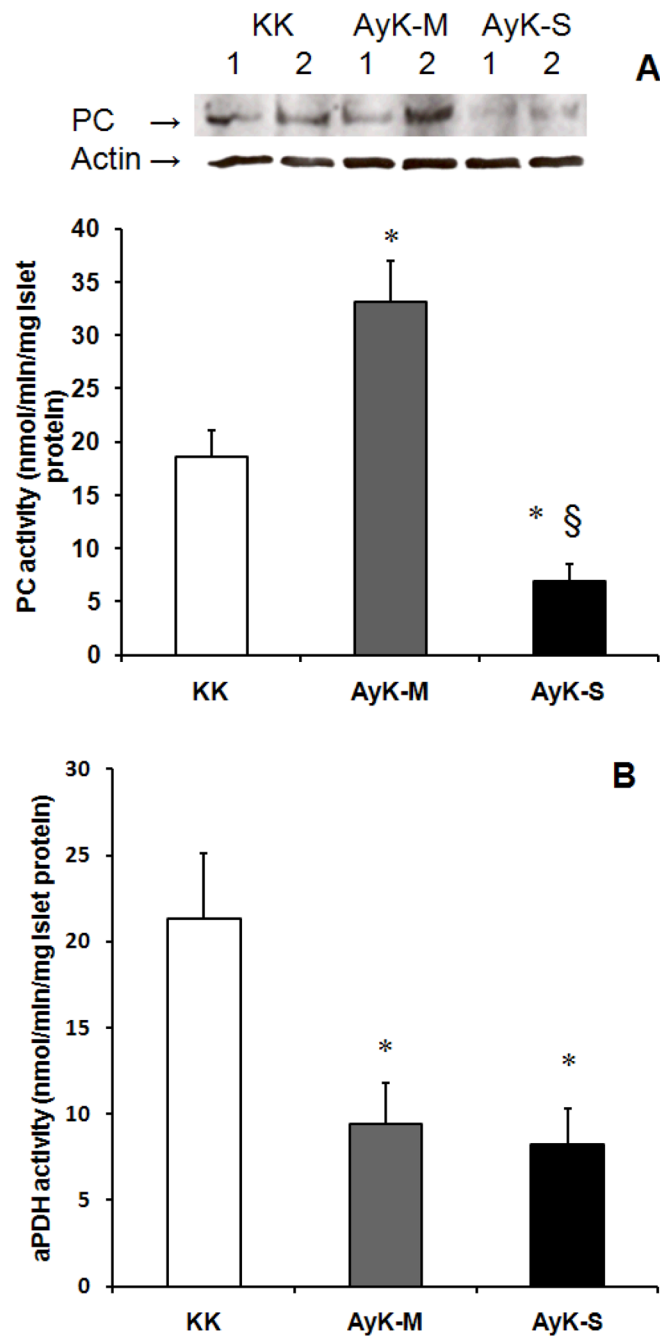 KK AyK-M AyK-S
1 2 1 2 1 2
A
PC →
Actin →
PC activity (nmol/min/mg Islet
protein)
40
35
30
25
20
15
10
5
0
*
* §
KK AyK-M AyK-S
B
aPDH activity (nmol/min/mg Islet protein)
30
25
20
15
10
5
0
*
*
KK AyK-M AyK-S